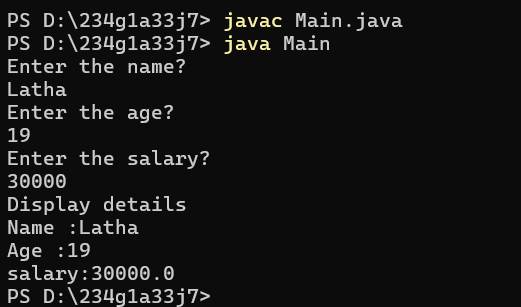 PS D:\234g1a33j7> javac Main.java
PS D:\234g1a33j7> java Main
Enter the name?
Latha
Enter the age?
19
Enter the salary?
30000
Display details
Name :Latha
Age :19
salary:30000.0
PS D:\234g1a33j7>